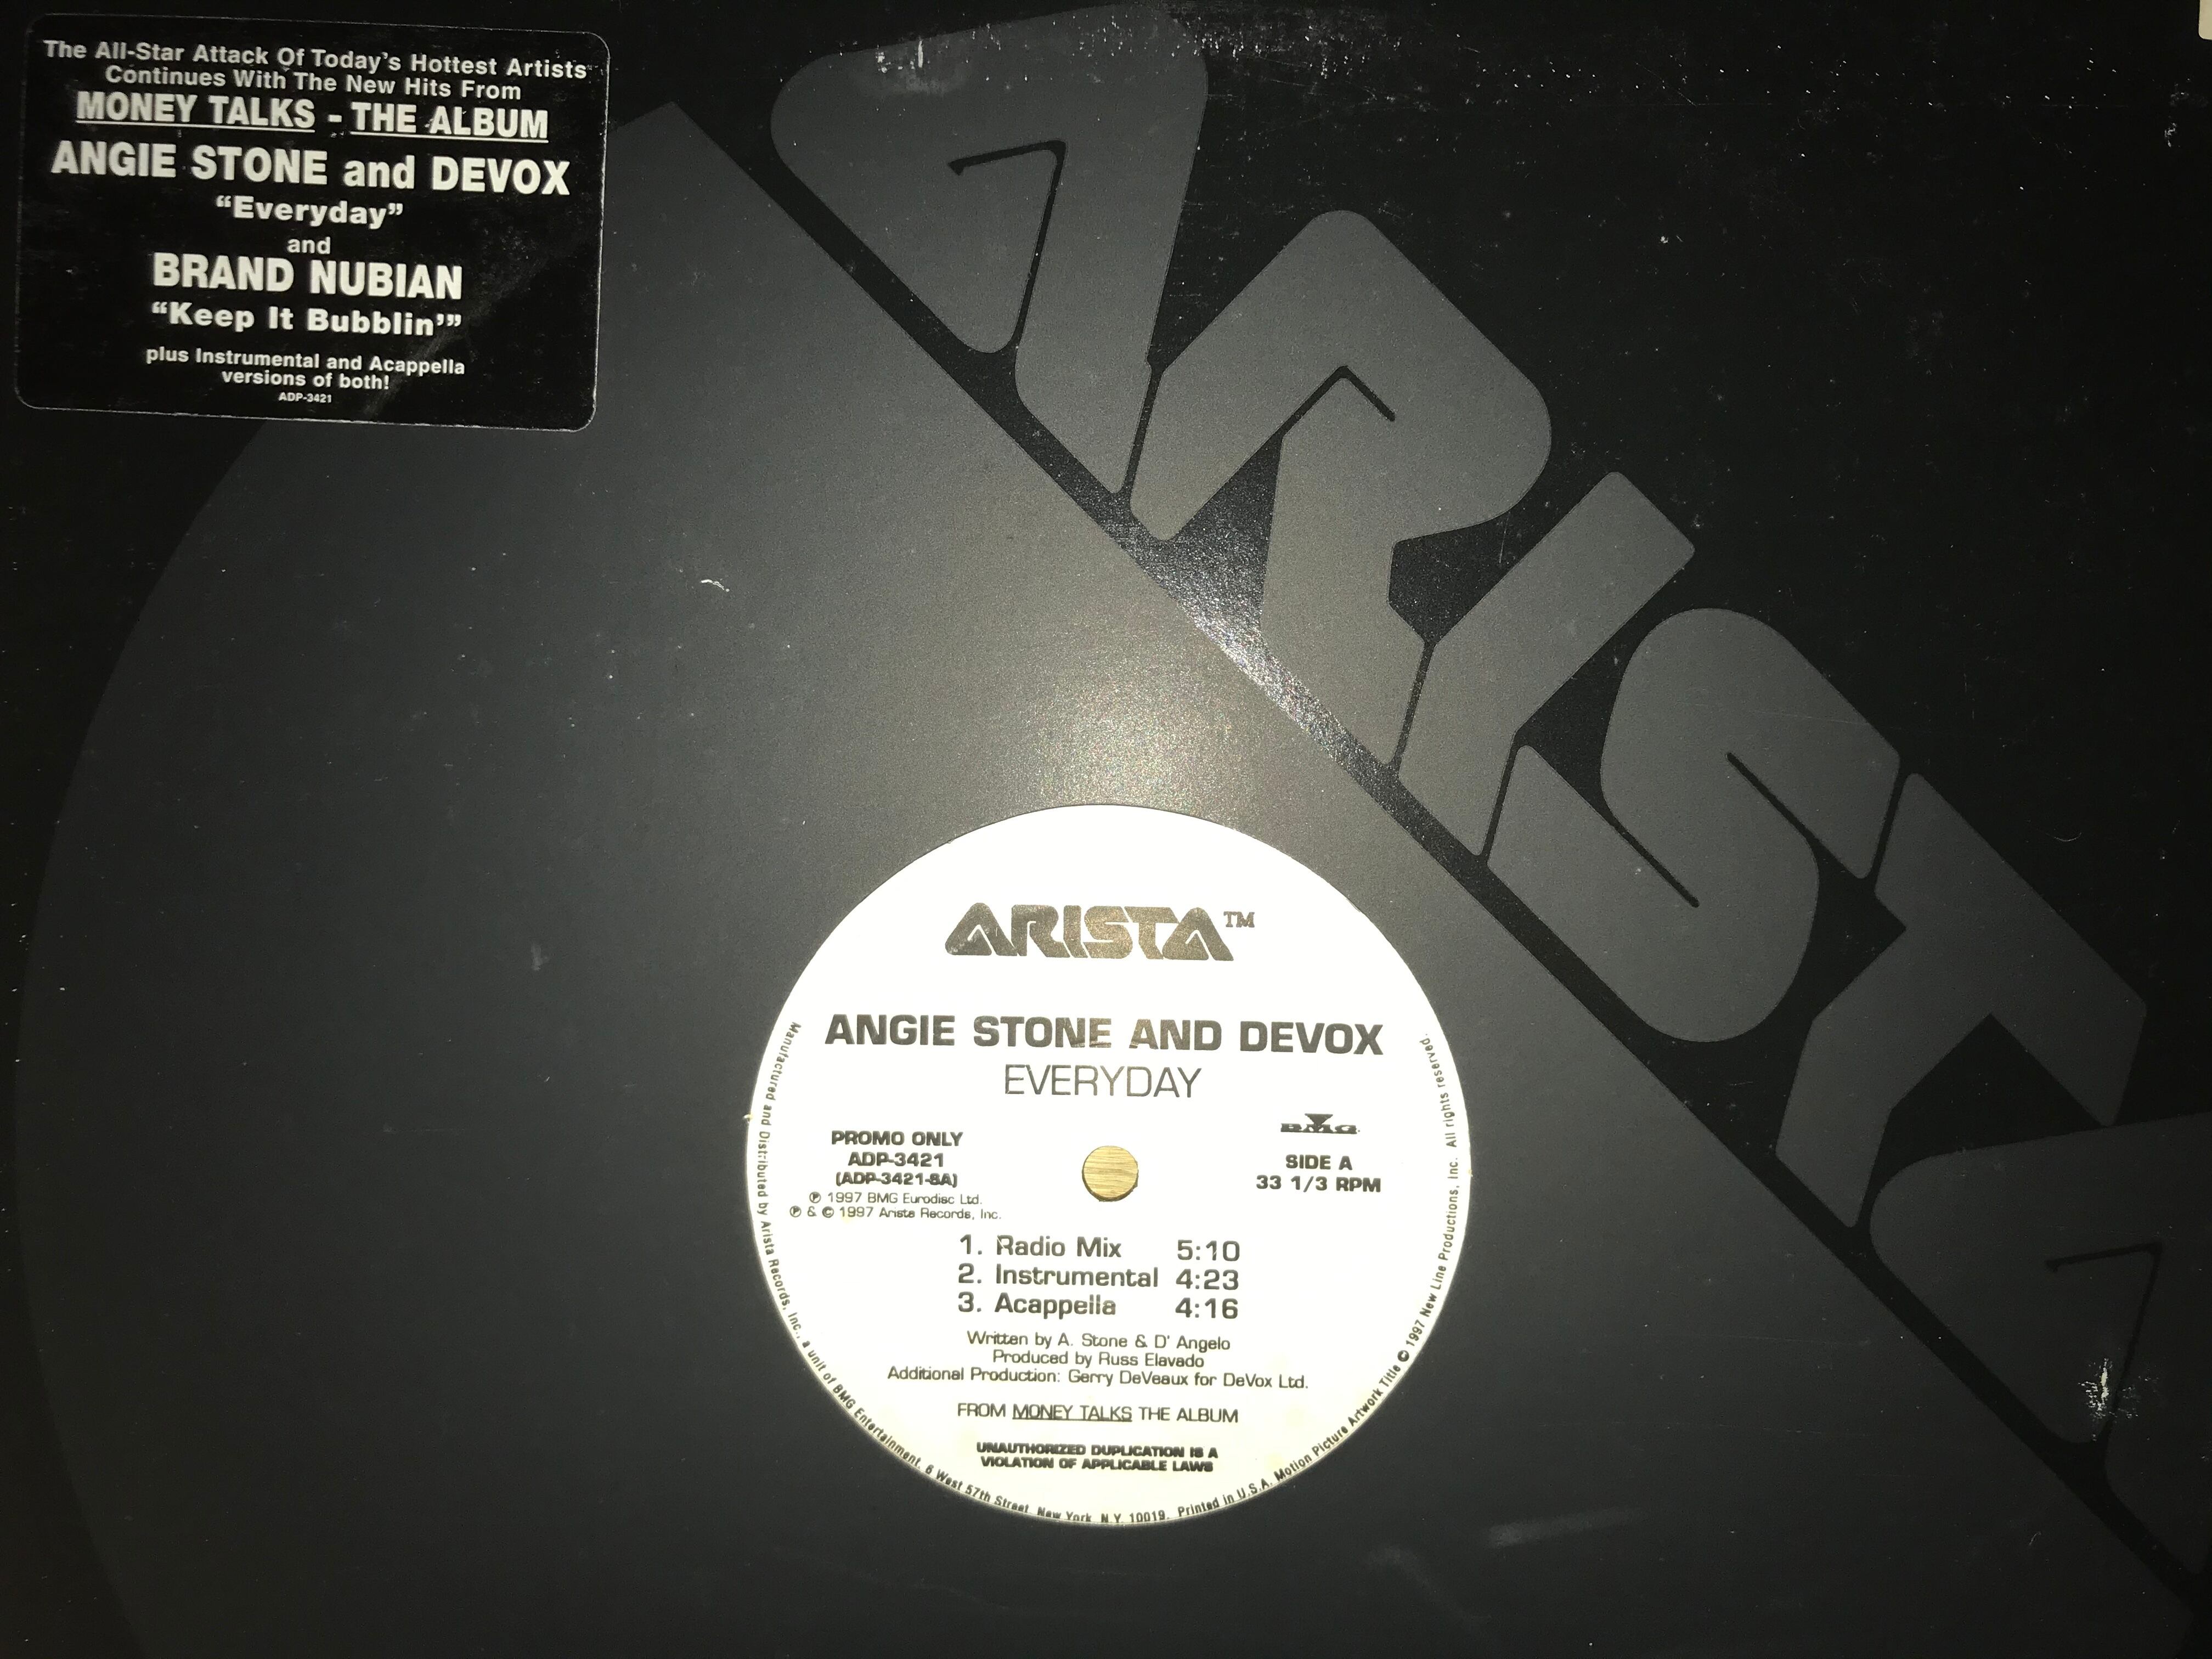 The All-Star Attack Of Today's Hottest Artists
Continues With The New Hits From
MONEY TALKS - THE ALBUM
ANGIE STONE and DEVOX
“Everyday”
and
BRAND NUBIAN
“Keep It Bubblin'”
plus Instrumental and Acappella
versions of both!
ADP-3421
ARISTA
ARISTA™
ANGIE STONE AND DEVOX
EVERYDAY
PROMO ONLY
ADP-3421
(ADP-3421-SA)
℗ 1997 BMG Eurodisc Ltd.
℗ & © 1997 Arista Records, Inc.
BMG
SIDE A
33 1/3 RPM
1. Radio Mix 5:10
2. Instrumental 4:23
3. Acappella 4:16
Written by A. Stone & D' Angelo
Produced by Russ Elavado
Additional Production: Gerry DeVeaux for DeVox Ltd.
FROM MONEY TALKS THE ALBUM
UNAUTHORIZED DUPLICATION IS A
VIOLATION OF APPLICABLE LAWS
Manufactured and Distributed by Arista Records, Inc., a unit of BMG Entertainment, 6 West 57th Street, New York, N.Y. 10019. Printed in U.S.A. Motion Picture Artwork Title © 1997 New Line Productions, Inc. All rights reserved.